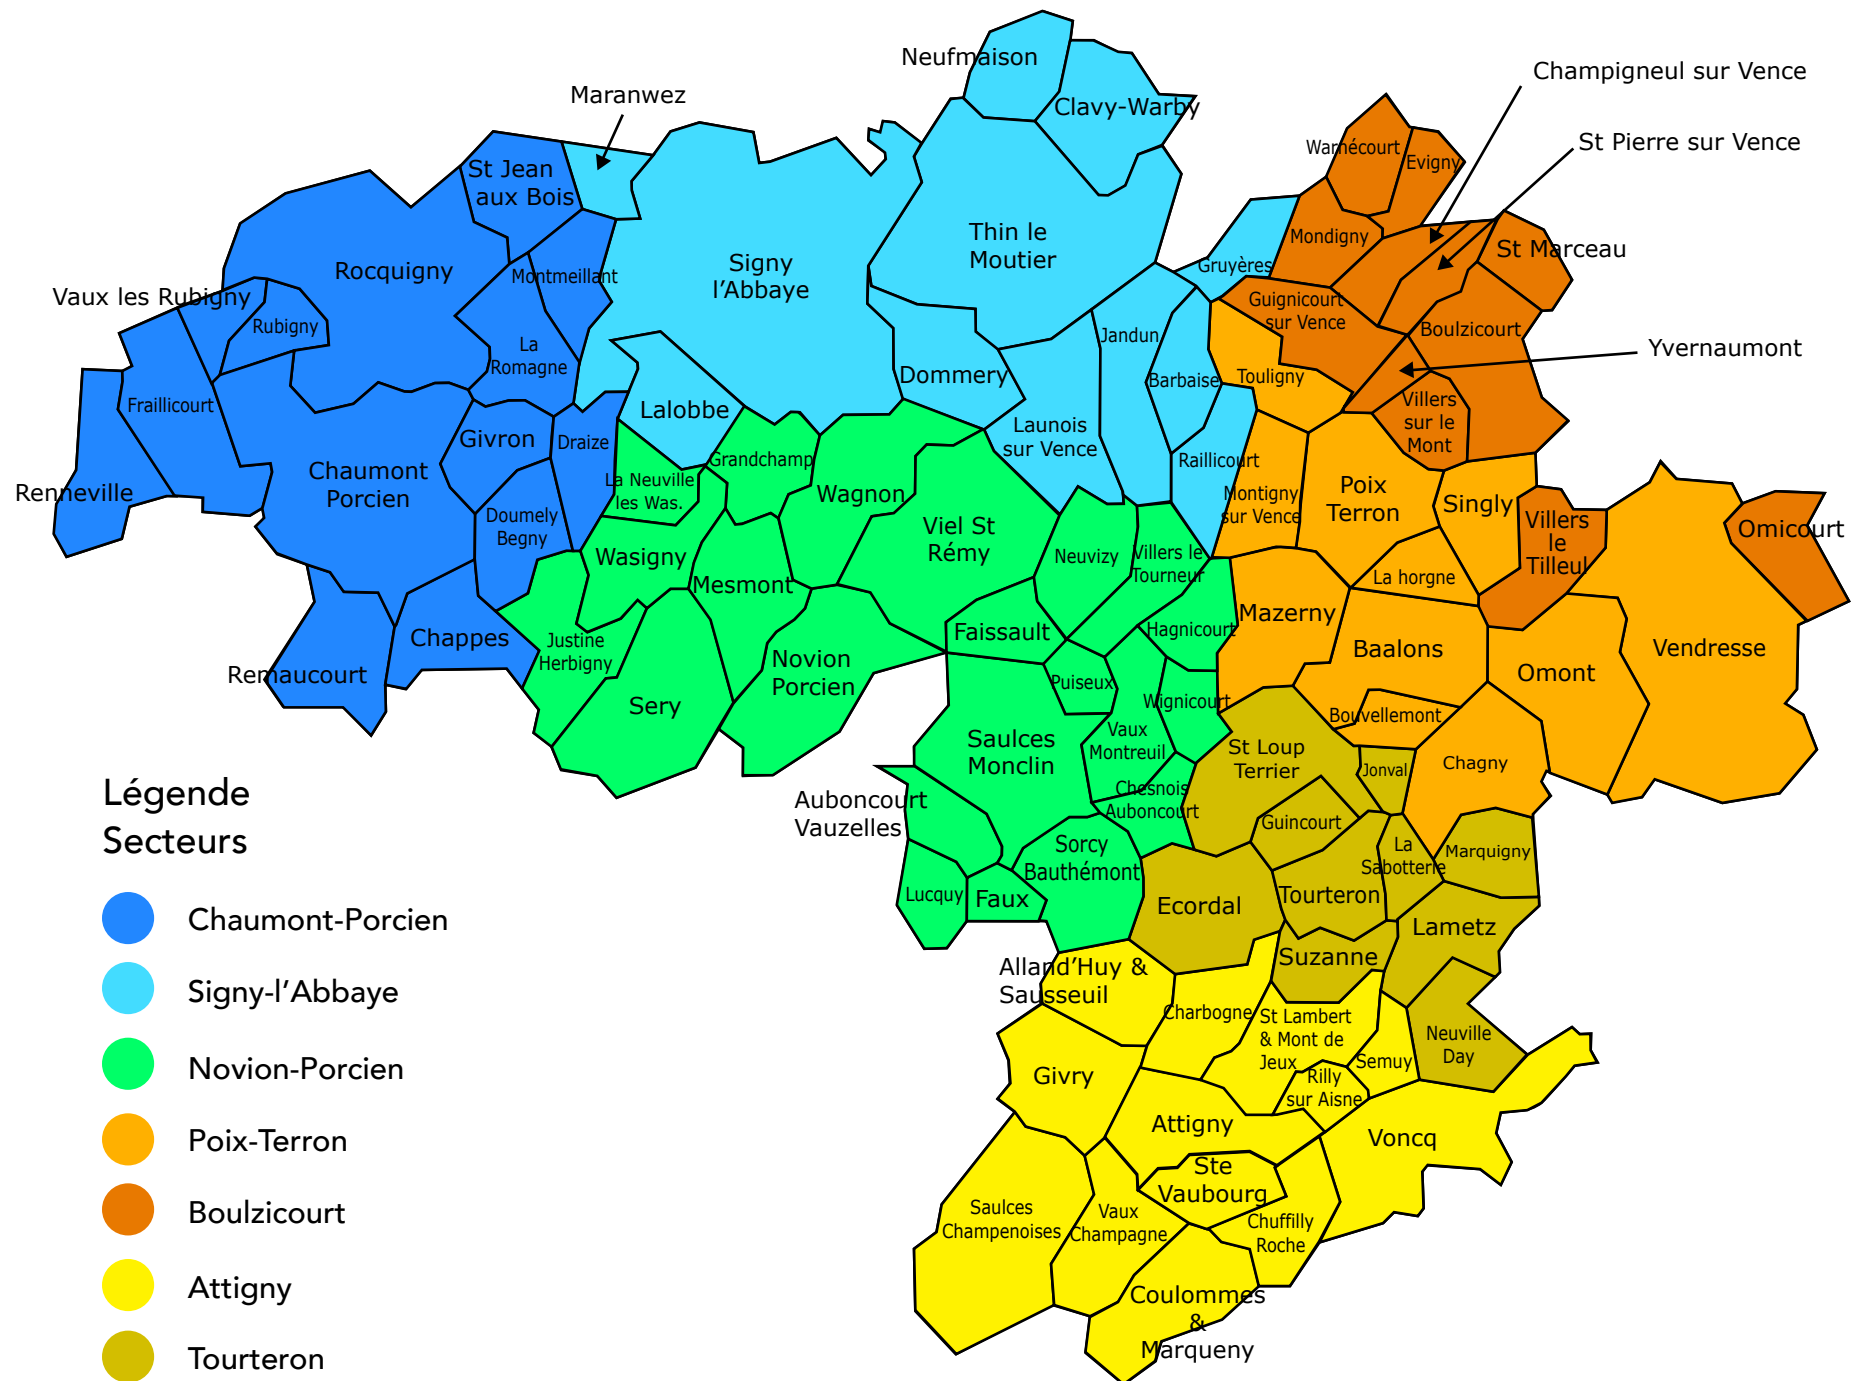 Neufmaison
Champigneul sur Vence
Maranwez
Clavy-Warby
St Pierre sur Vence
Warnécourt
Evigny
St Jean
aux Bois
Thin le
Moutier
Mondigny
St Marceau
Rocquigny
Montmeillant
Signy
l'Abbaye
Gruyères
Vaux les Rubigny
Rubigny
Guignicourt
sur Vence
Boulzicourt
Jandun
Yvernaumont
La
Romagne
Dommery
Barbaise
Touligny
Fraillicourt
Lalobbe
Villers
sur le
Mont
Givron
Draize
Launois
sur Vence
Chaumont
Porcien
Grandchamp
Raillicourt
Renneville
La Neuville
les Was.
Wagnon
Montigny
sur Vence
Poix
Terron
Singly
Doumely
Begny
Viel St
Rémy
Villers
le
Tilleul
Omicourt
Wasigny
Mesmont
Neuvizy
Villers le
Tourneur
La horgne
Chappes
Justine
Herbigny
Faissault
Hagnicourt
Mazerny
Baalons
Vendresse
Remaucourt
Novion
Porcien
Puiseux
Omont
Sery
Wignicourt
Bouvellemont
Saulces
Monclin
Vaux
Montreuil
St Loup
Terrier
Jonval
Chagny
Chesnois
Auboncourt
Auboncourt
Vauzelles
Guincourt
Sorcy
Bauthémont
La
Sabotterie
Marquigny
Lucquy
Faux
Ecordal
Tourteron
Lametz
Alland'Huy &
Sausseuil
Suzanne
Charbogne
St Lambert
& Mont de
Jeux
Neuville
Day
Semuy
Givry
Rilly
sur Aisne
Attigny
Voncq
Ste
Vaubourg
Saulces
Champenoises
Vaux
Champagne
Chuffilly
Roche
Coulommes
&
Marqueny
Légende
Secteurs
Chaumont-Porcien
Signy-l'Abbaye
Novion-Porcien
Poix-Terron
Boulzicourt
Attigny
Tourteron